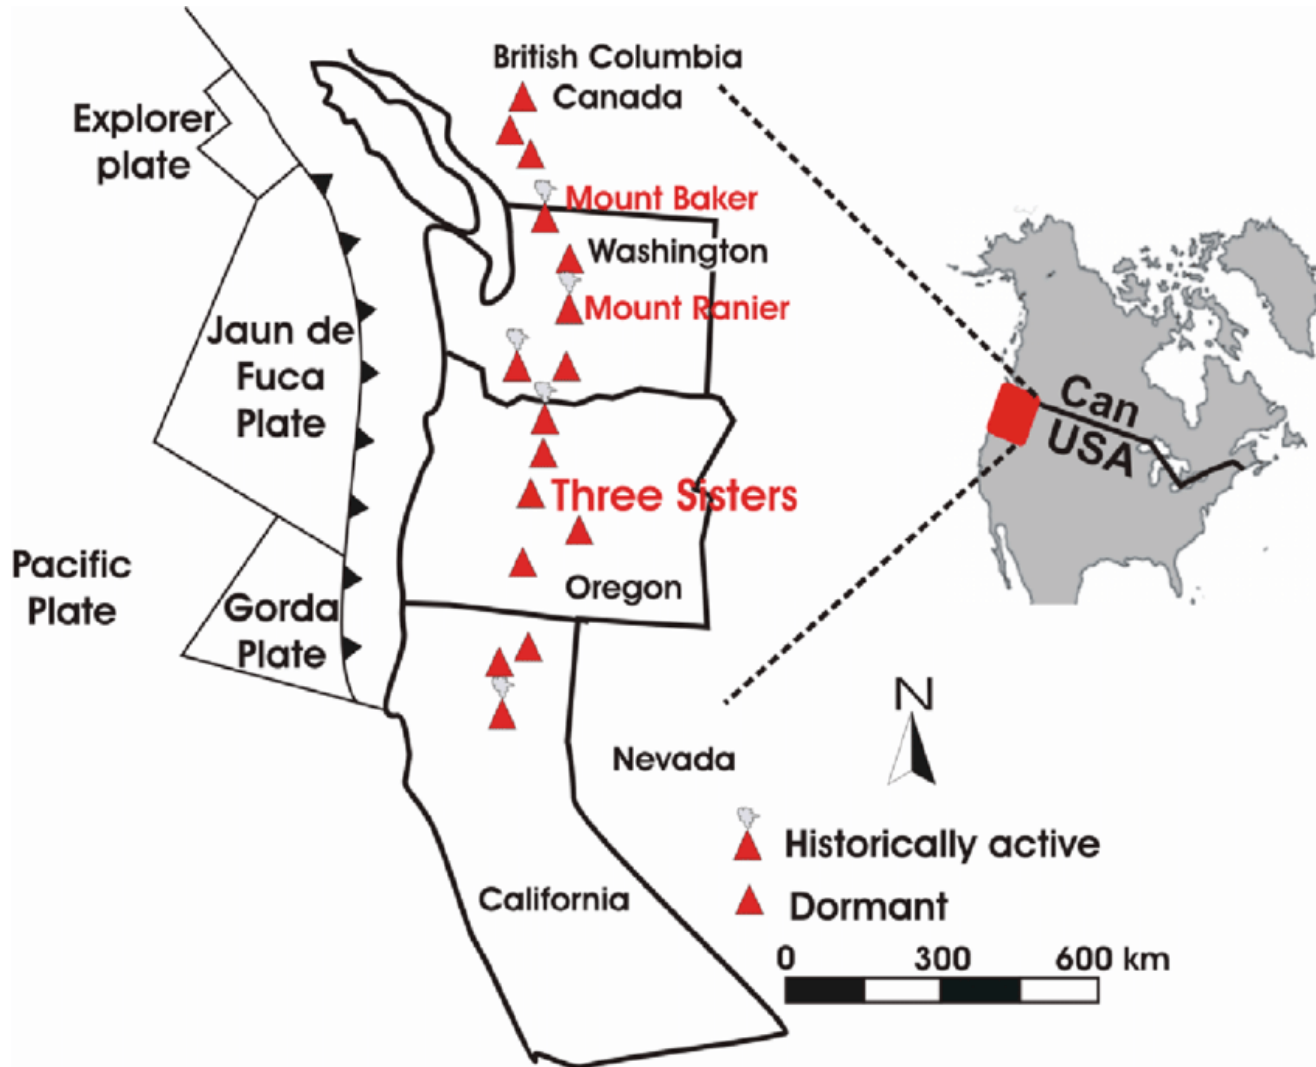 British Columbia
Canada
Explorer
plate
Mount Baker
Washington
Mount Ranier
Jaun de
Fuca
Plate
Can
USA
Three Sisters
Pacific
Plate
Oregon
Gorda
Plate
N
Nevada
Historically active
California
Dormant
0 300 600 km